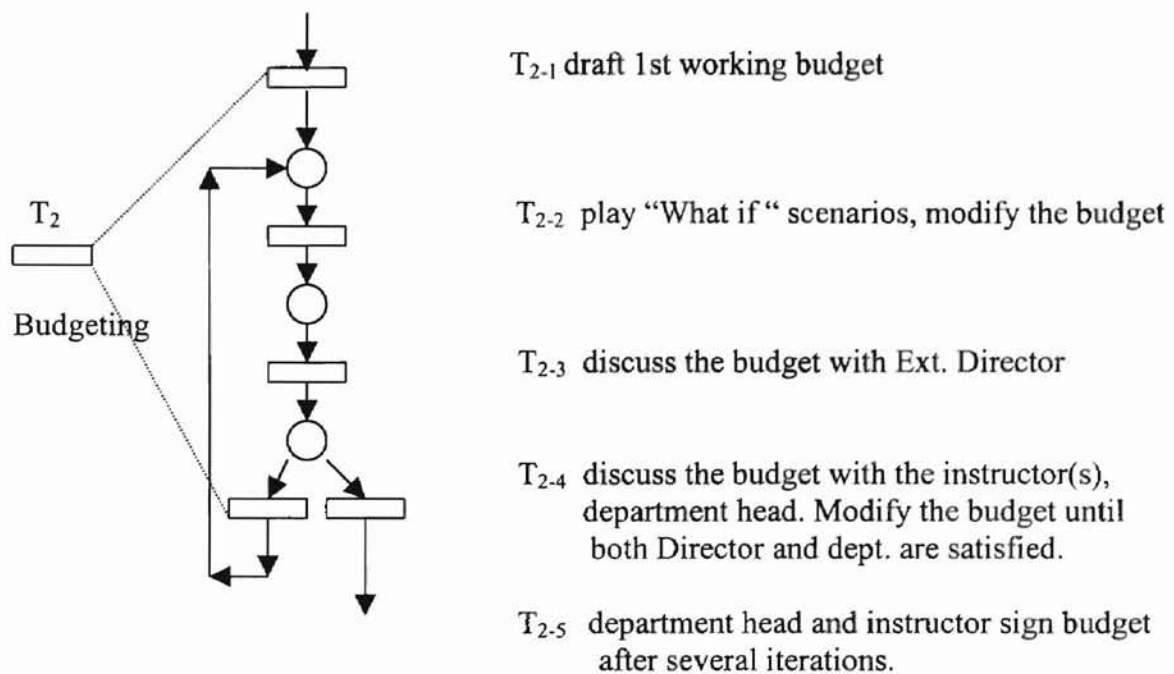 T₂₋₁ draft 1st working budget
T₂
Budgeting
T₂₋₂ play “What if “ scenarios, modify the budget
T₂₋₃ discuss the budget with Ext. Director
T₂₋₄ discuss the budget with the instructor(s),
department head. Modify the budget until
both Director and dept. are satisfied.
T₂₋₅ department head and instructor sign budget
after several iterations.